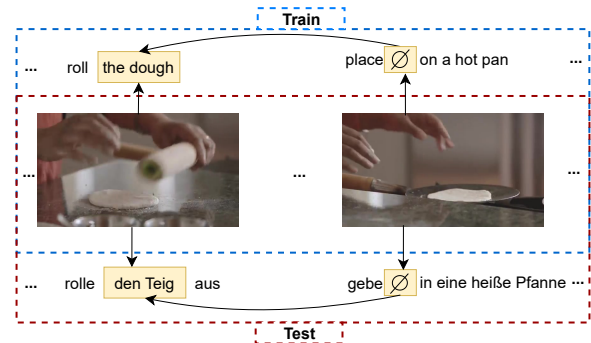 Train
... roll the dough place ∅ on a hot pan ...
... ... ...
... rolle den Teig aus gebe ∅ in eine heiße Pfanne ...
Test